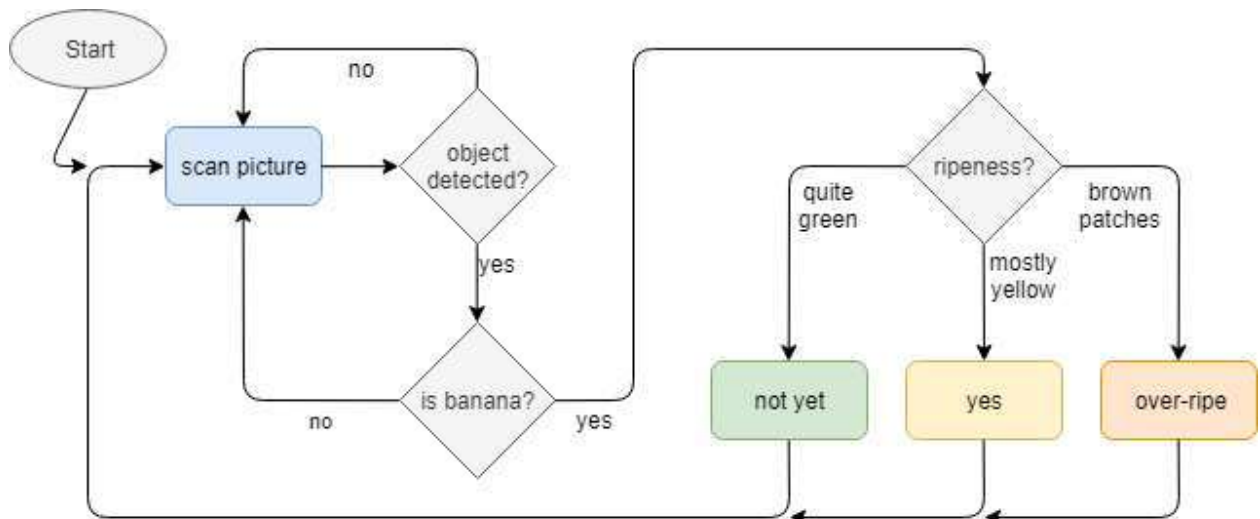 Start
no
scan picture
object
detected?
yes
is banana?
no
yes
ripeness?
quite
green
brown
patches
mostly
yellow
not yet
yes
over-ripe